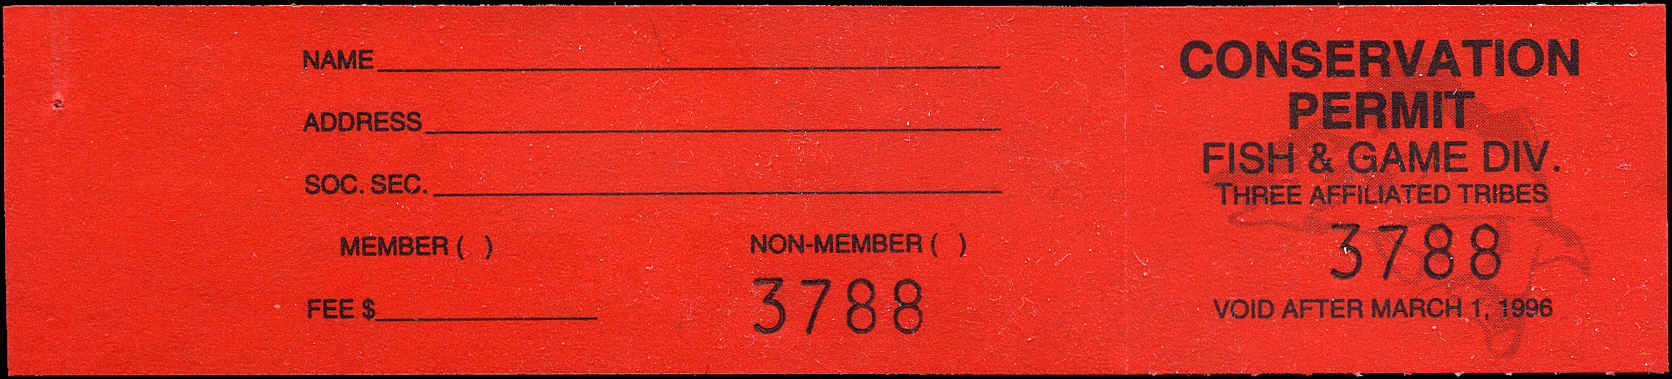 NAME
ADDRESS
SOC. SEC.
MEMBER ( ) NON-MEMBER ( )
FEE $ 3788
CONSERVATION
PERMIT
FISH & GAME DIV.
THREE AFFILIATED TRIBES
3788
VOID AFTER MARCH 1, 1996